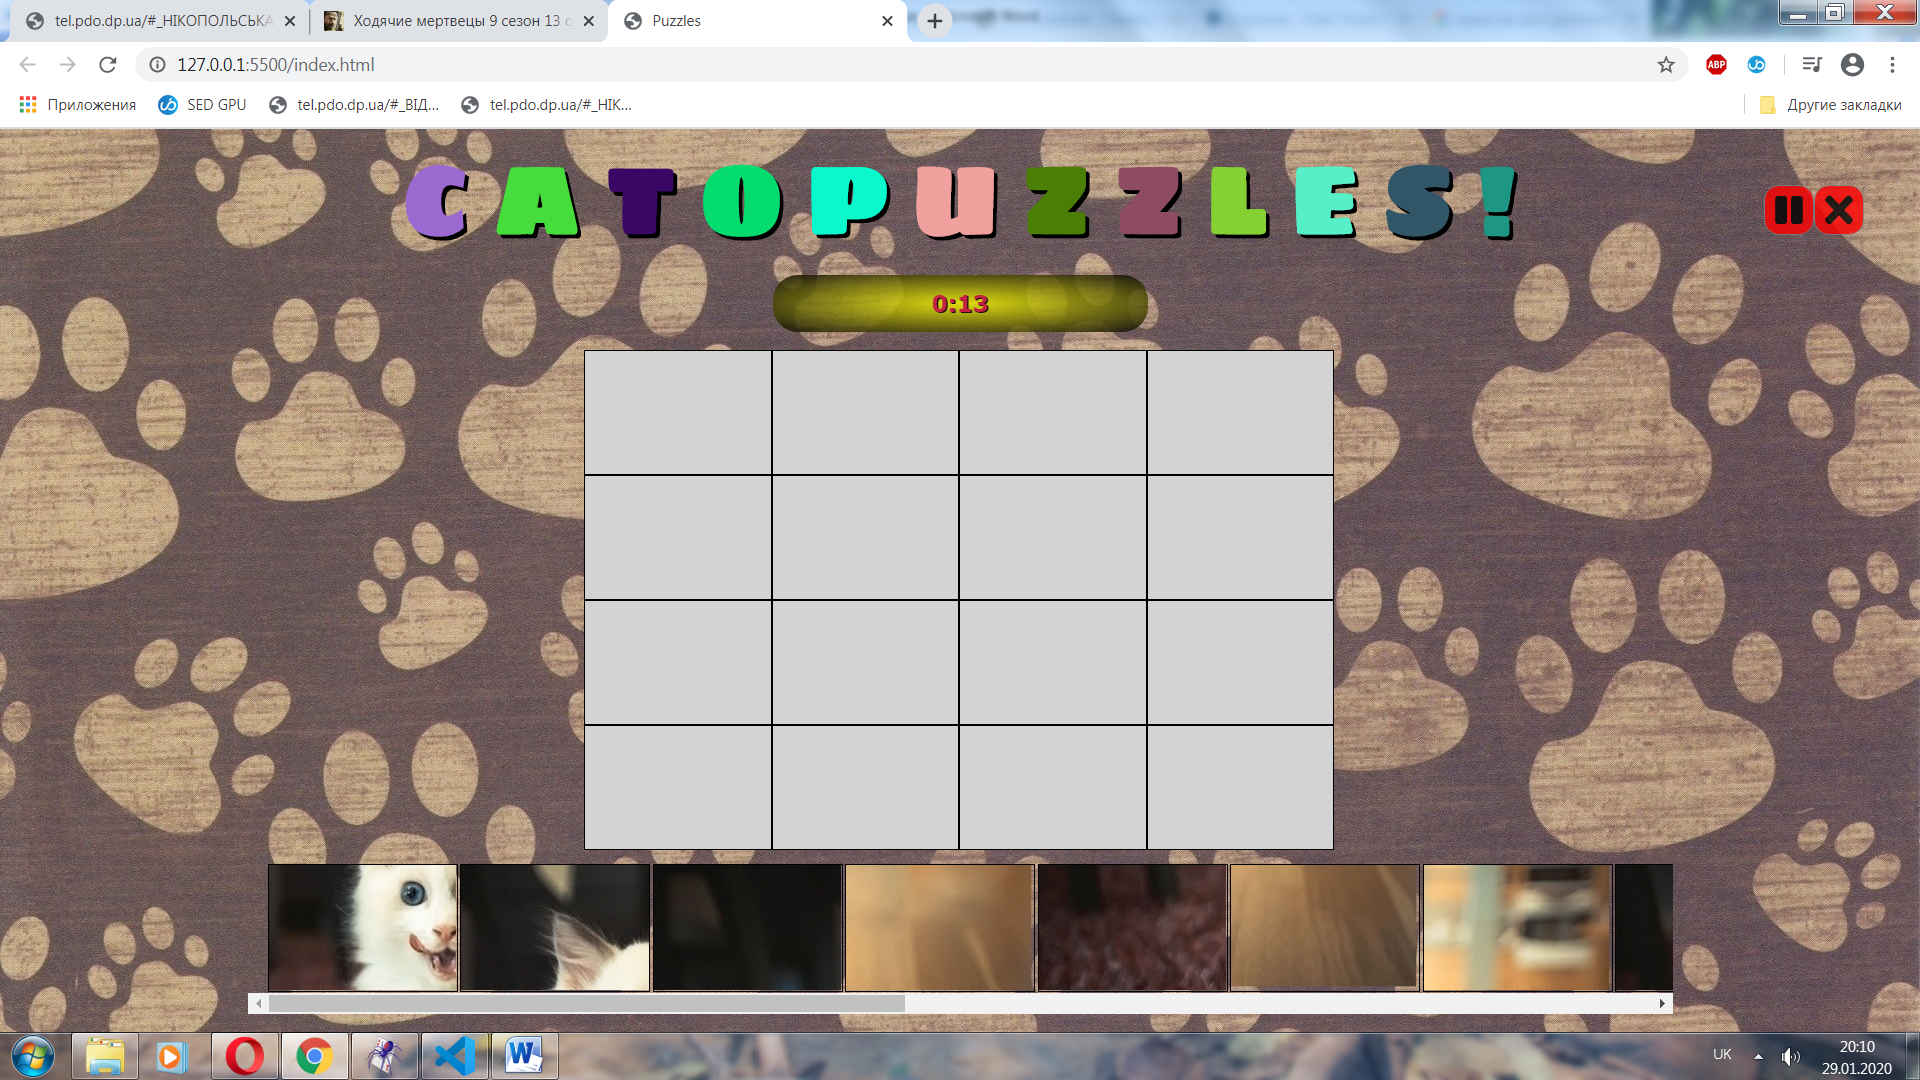 tel.pdo.dp.ua/#_НІКОПОЛЬСЬКА
Ходячие мертвецы 9 сезон 13 с
Puzzles
127.0.0.1:5500/index.html
ABP
Приложения
SED GPU
tel.pdo.dp.ua/#_ВІД...
tel.pdo.dp.ua/#_НІК...
Другие закладки
CATOPUZZLES!
0:13
UK
20:10
29.01.2020